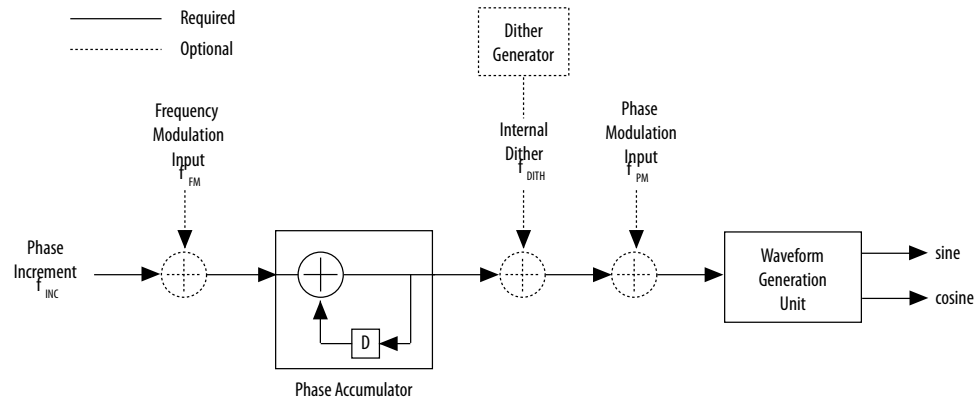 Required
Optional
Dither
Generator
Frequency
Modulation
Input
f FM
Internal
Dither
f DITH
Phase
Modulation
Input
f PM
Phase
Increment
f INC
D
Phase Accumulator
Waveform
Generation
Unit
sine
cosine